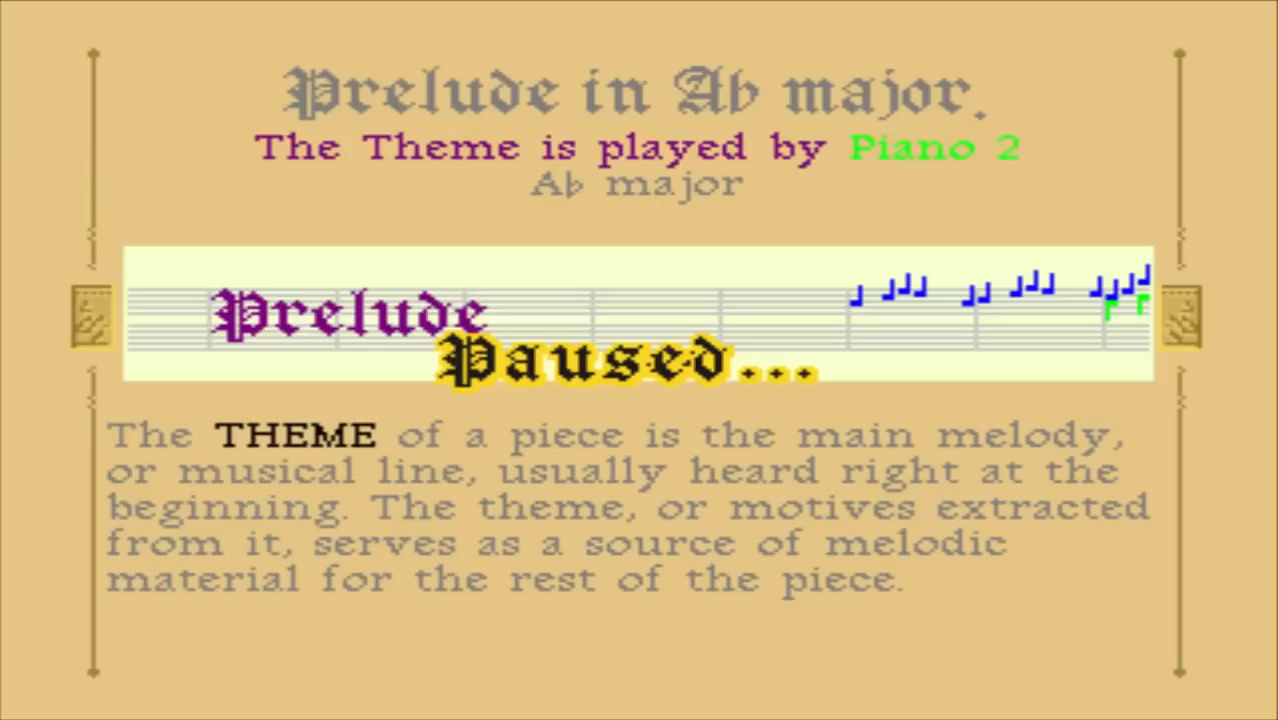 Prelude in A♭ major.
The Theme is played by Piano 2
A♭ major
Prelude
Paused...
The THEME of a piece is the main melody,
or musical line, usually heard right at the
beginning. The theme, or motives extracted
from it, serves as a source of melodic
material for the rest of the piece.